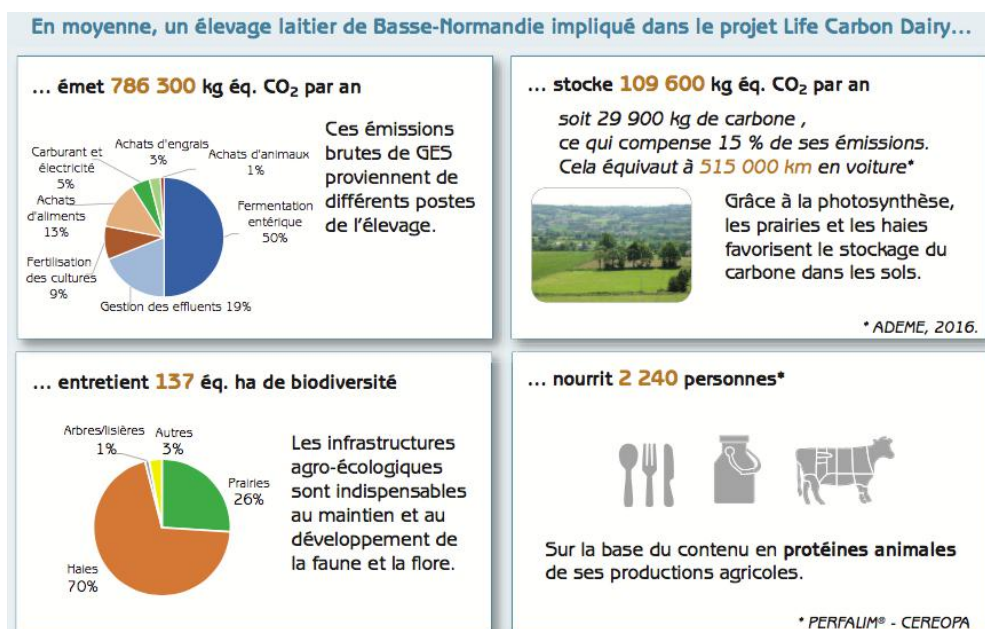 En moyenne, un élevage laitier de Basse-Normandie impliqué dans le projet Life Carbon Dairy...
... émet 786 300 kg éq. CO₂ par an
Achats d'engrais
3%
Achats d'animaux
1%
Carburant et
électricité
5%
Achats
d'aliments
13%
Fertilisation
des cultures
9%
Gestion des effluents 19%
Fermentation
entérique
50%
Ces émissions
brutes de GES
proviennent de
différents postes
de l'élevage.
... stocke 109 600 kg éq. CO₂ par an
soit 29 900 kg de carbone ,
ce qui compense 15 % de ses émissions.
Cela équivaut à 515 000 km en voiture*
Grâce à la photosynthèse,
les prairies et les haies
favorisent le stockage du
carbone dans les sols.
* ADEME, 2016.
... entretient 137 éq. ha de biodiversité
Arbres/lisières
1%
Autres
3%
Prairies
26%
Haies
70%
Les infrastructures
agro-écologiques
sont indispensables
au maintien et au
développement de
la faune et la flore.
... nourrit 2 240 personnes*
Sur la base du contenu en protéines animales
de ses productions agricoles.
* PERFALIM® - CEREOPA